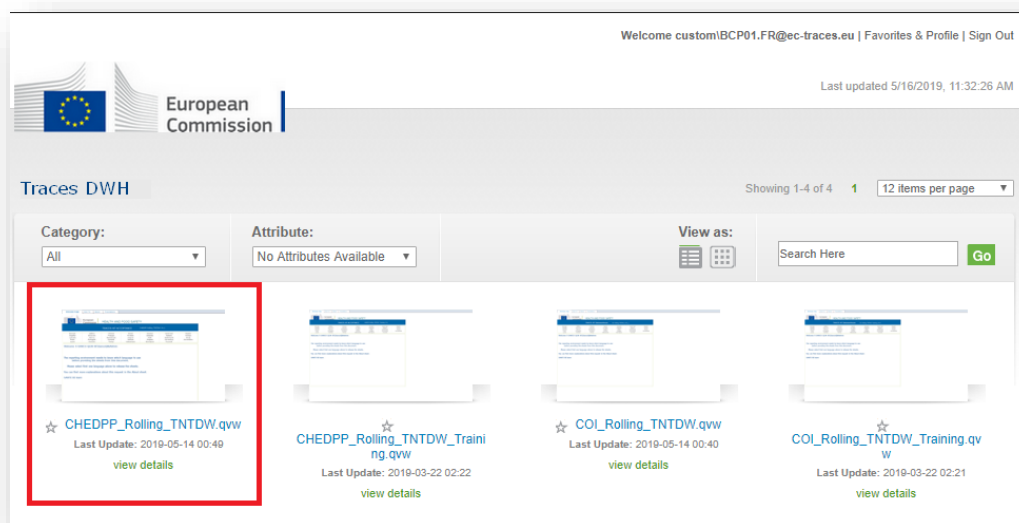 Welcome custom\BCP01.FR@ec-traces.eu | Favorites & Profile | Sign Out
Last updated 5/16/2019, 11:32:26 AM
European
Commission
Traces DWH
Showing 1-4 of 4 1 12 items per page
Category: Attribute: View as:
All No Attributes Available Search Here Go
CHEDPP_Rolling_TNTDW.qvw
Last Update: 2019-05-14 00:49
view details
CHEDPP_Rolling_TNTDW_Traini
ng.qvw
Last Update: 2019-03-22 02:22
view details
COI_Rolling_TNTDW.qvw
Last Update: 2019-05-14 00:40
view details
COI_Rolling_TNTDW_Training.qv
w
Last Update: 2019-03-22 02:21
view details